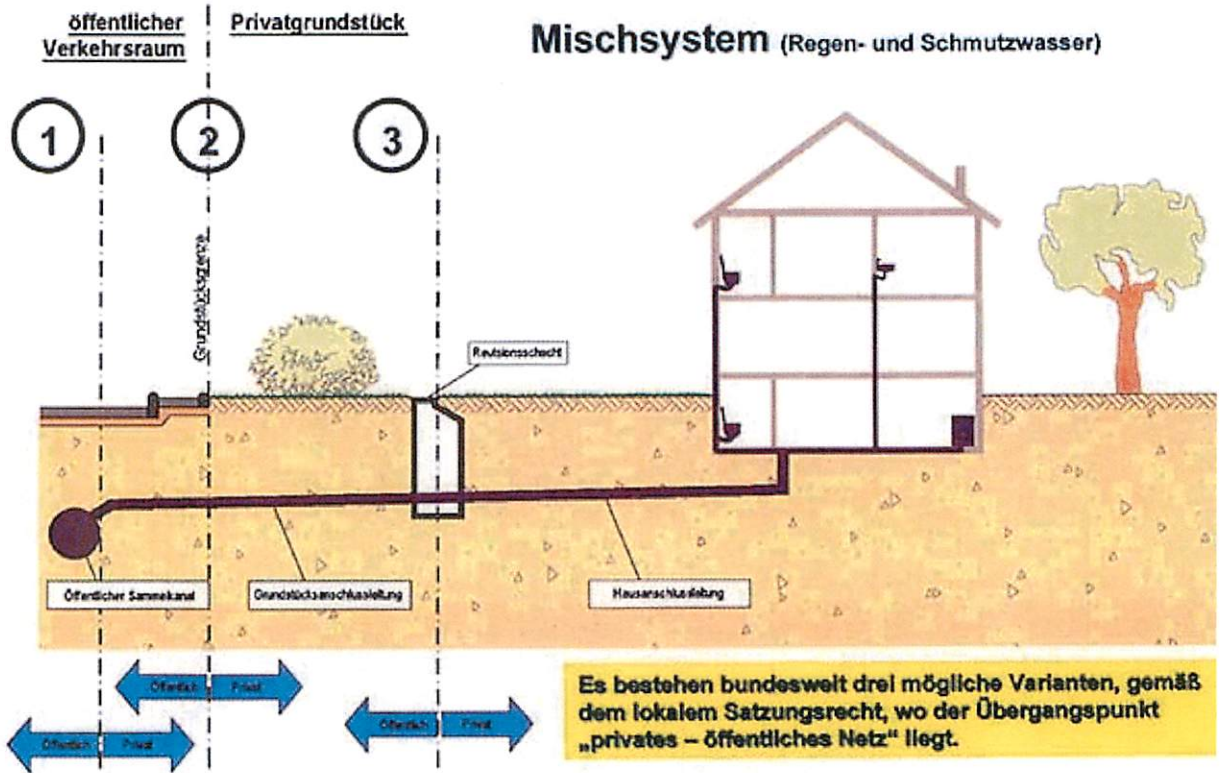 öffentlicher
Verkehrsraum
Privatgrundstück
Mischsystem (Regen- und Schmutzwasser)
1
2
3
Grundstücksgrenze
Revisionsschacht
Öffentlicher Sammelkanal
Grundstücksanschlussleitung
Hausanschlussleitung
Öffentlich Privat
Öffentlich Privat
Öffentlich Privat
Es bestehen bundesweit drei mögliche Varianten, gemäß
dem lokalem Satzungsrecht, wo der Übergangspunkt
„privates – öffentliches Netz" liegt.